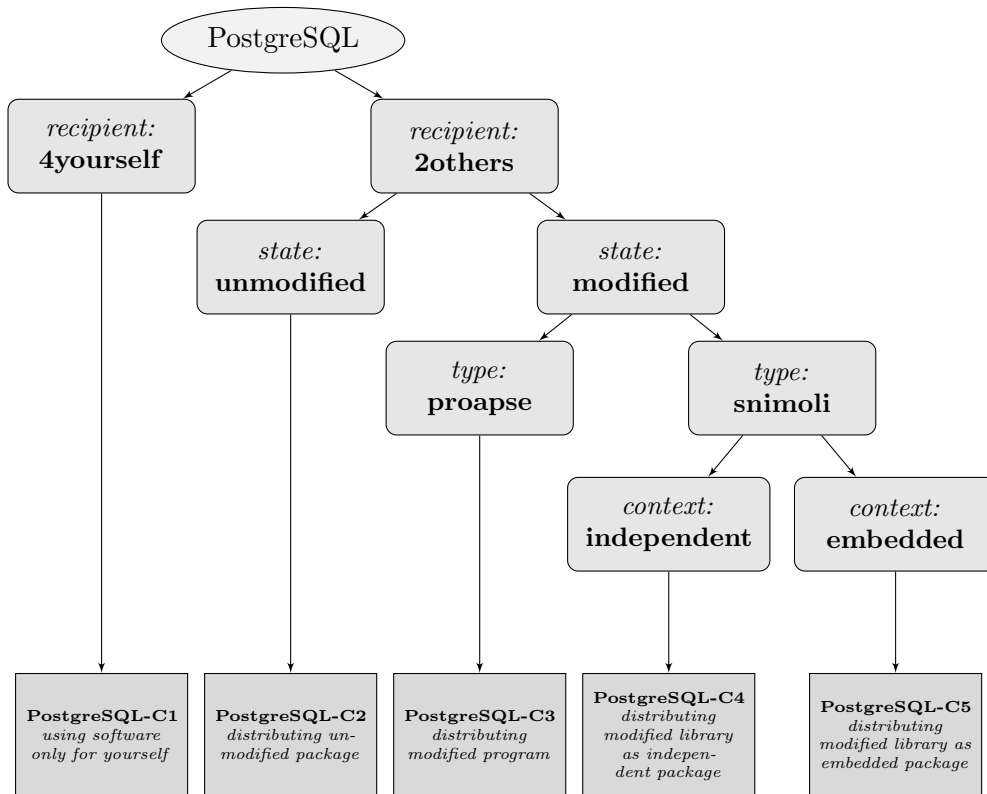 PostgreSQL
recipient:
4yourself
recipient:
2others
state:
unmodified
state:
modified
type:
proapse
type:
snimoli
context:
independent
context:
embedded
PostgreSQL-C1
using software
only for yourself
PostgreSQL-C2
distributing un-
modified package
PostgreSQL-C3
distributing
modified program
PostgreSQL-C4
distributing
modified library
as indepen-
dent package
PostgreSQL-C5
distributing
modified library as
embedded package